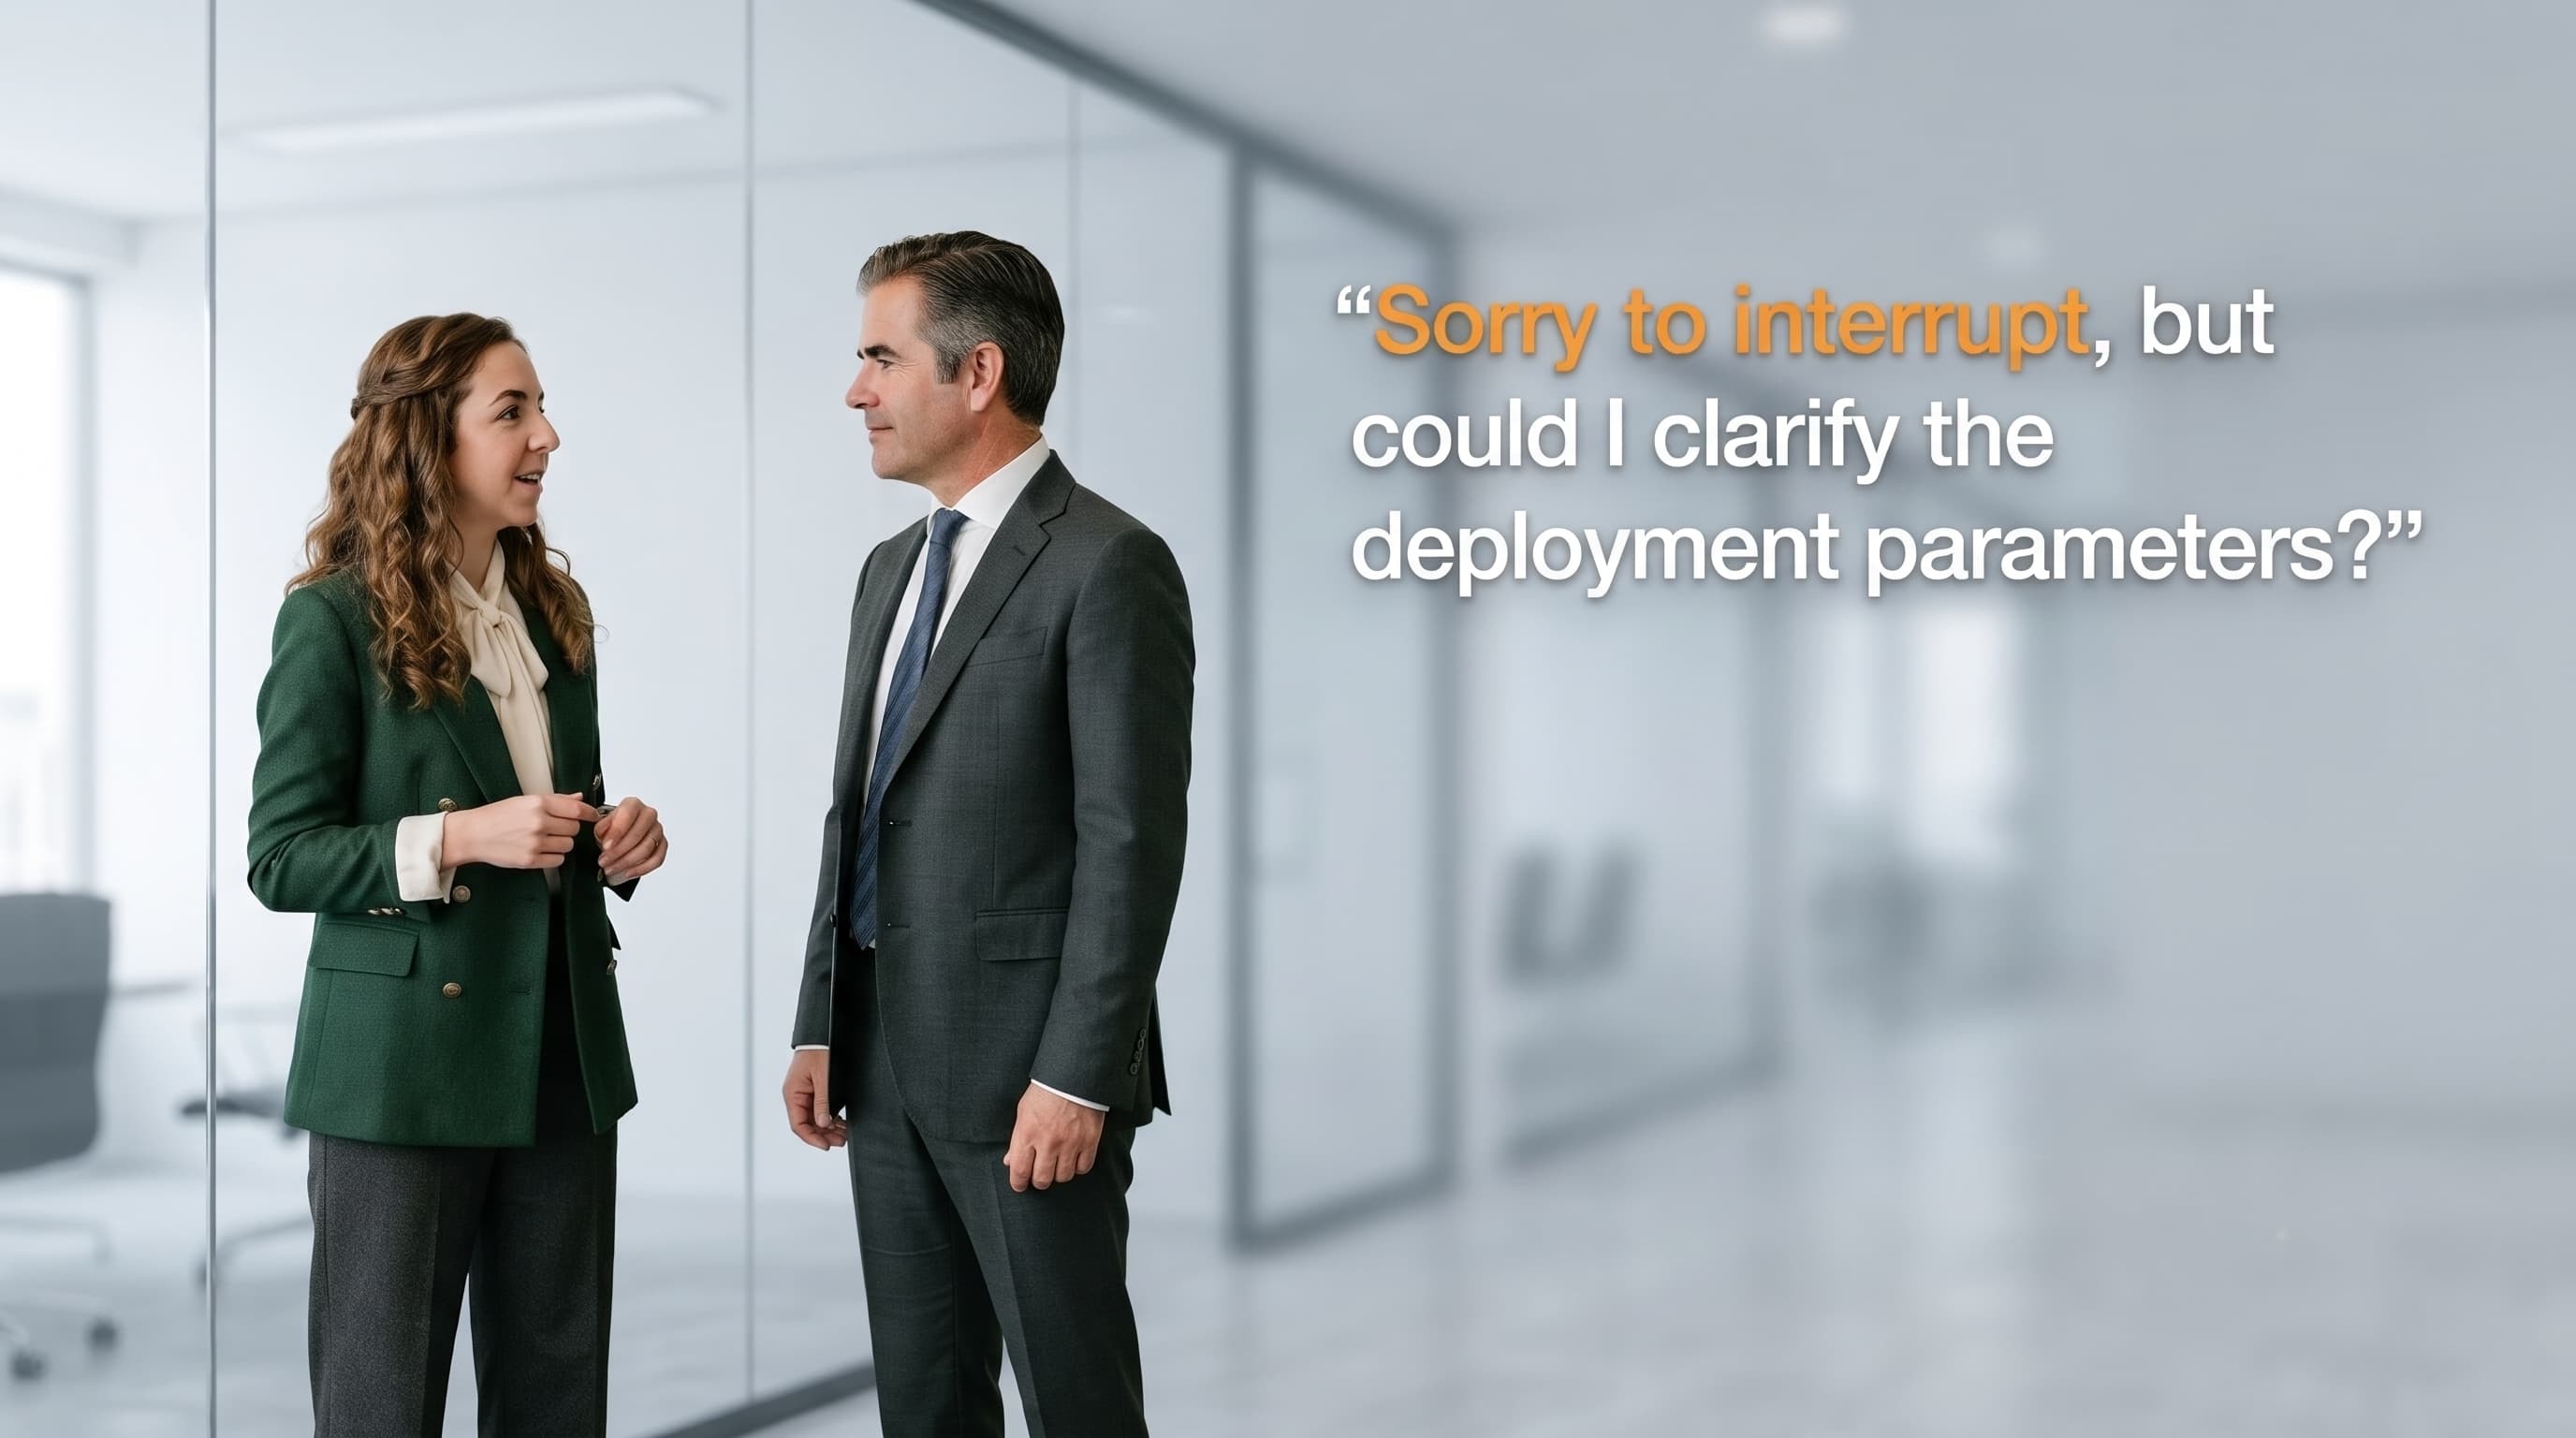 “Sorry to interrupt, but
could I clarify the
deployment parameters?”